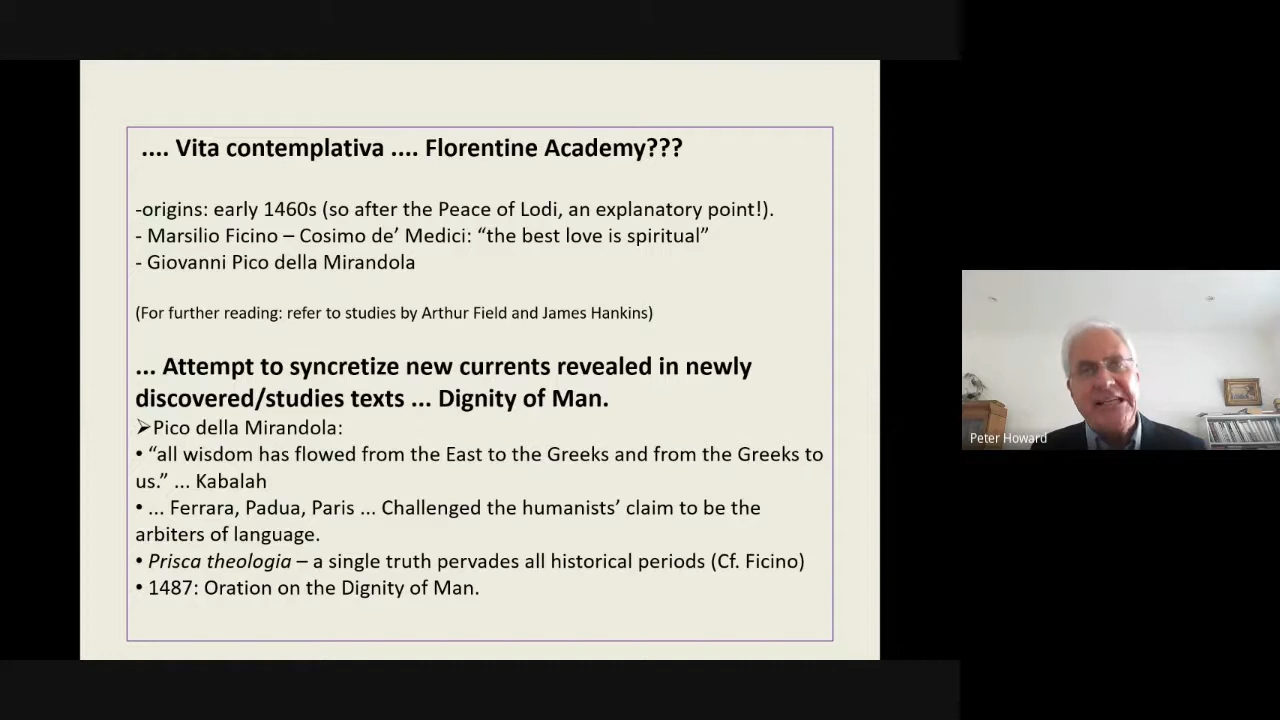 .... Vita contemplativa .... Florentine Academy???
-origins: early 1460s (so after the Peace of Lodi, an explanatory point!).
- Marsilio Ficino – Cosimo de’ Medici: “the best love is spiritual”
- Giovanni Pico della Mirandola
(For further reading: refer to studies by Arthur Field and James Hankins)
... Attempt to syncretize new currents revealed in newly
discovered/studies texts ... Dignity of Man.
➢Pico della Mirandola:
• “all wisdom has flowed from the East to the Greeks and from the Greeks to
us.” ... Kabalah
• ... Ferrara, Padua, Paris ... Challenged the humanists’ claim to be the
arbiters of language.
• Prisca theologia – a single truth pervades all historical periods (Cf. Ficino)
• 1487: Oration on the Dignity of Man.
Peter Howard